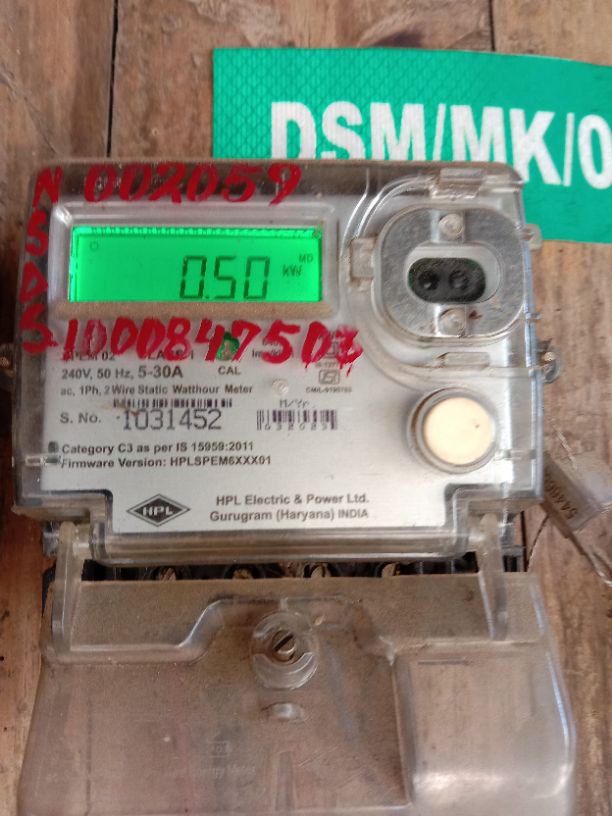 DSM/MK/0
N 002059
S
D
MD
0.50 kW
S 1000847503
240V, 50 Hz, 5-30A
CAL
ac, 1Ph, 2 Wire Static Watthour Meter
M/Yr
S. No. 1031452
Category C3 as per IS 15959:2011
Firmware Version: HPLSPEM6XXX01
HPL
HPL Electric & Power Ltd.
Gurugram (Haryana) INDIA